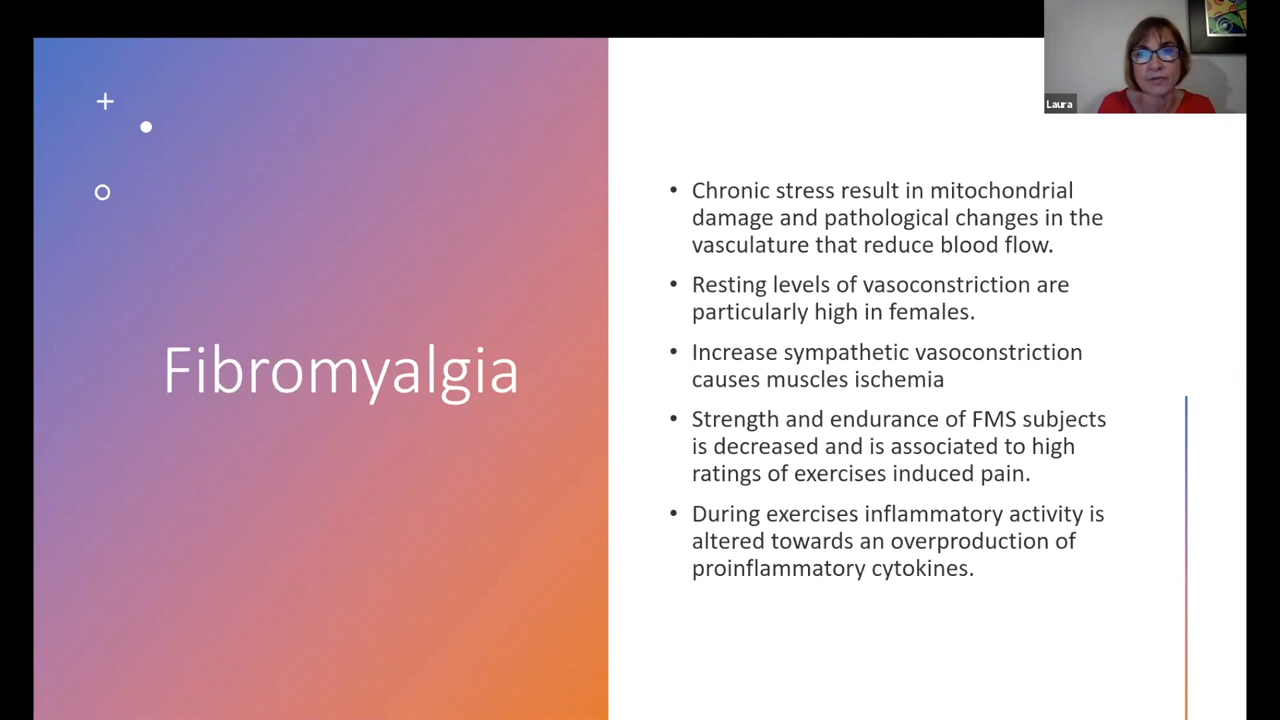 Laura
Fibromyalgia
• Chronic stress result in mitochondrial
damage and pathological changes in the
vasculature that reduce blood flow.
• Resting levels of vasoconstriction are
particularly high in females.
• Increase sympathetic vasoconstriction
causes muscles ischemia
• Strength and endurance of FMS subjects
is decreased and is associated to high
ratings of exercises induced pain.
• During exercises inflammatory activity is
altered towards an overproduction of
proinflammatory cytokines.